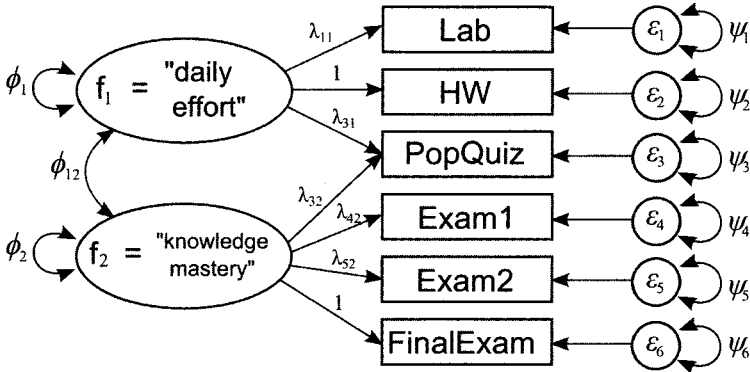 λ₁₁ Lab ε₁ ψ₁
ϕ₁ f₁ = "daily effort" 1 HW ε₂ ψ₂
λ₃₁ PopQuiz ε₃ ψ₃
ϕ₁₂ λ₃₂
λ₄₂ Exam1 ε₄ ψ₄
ϕ₂ f₂ = "knowledge mastery" λ₅₂ Exam2 ε₅ ψ₅
1 FinalExam ε₆ ψ₆